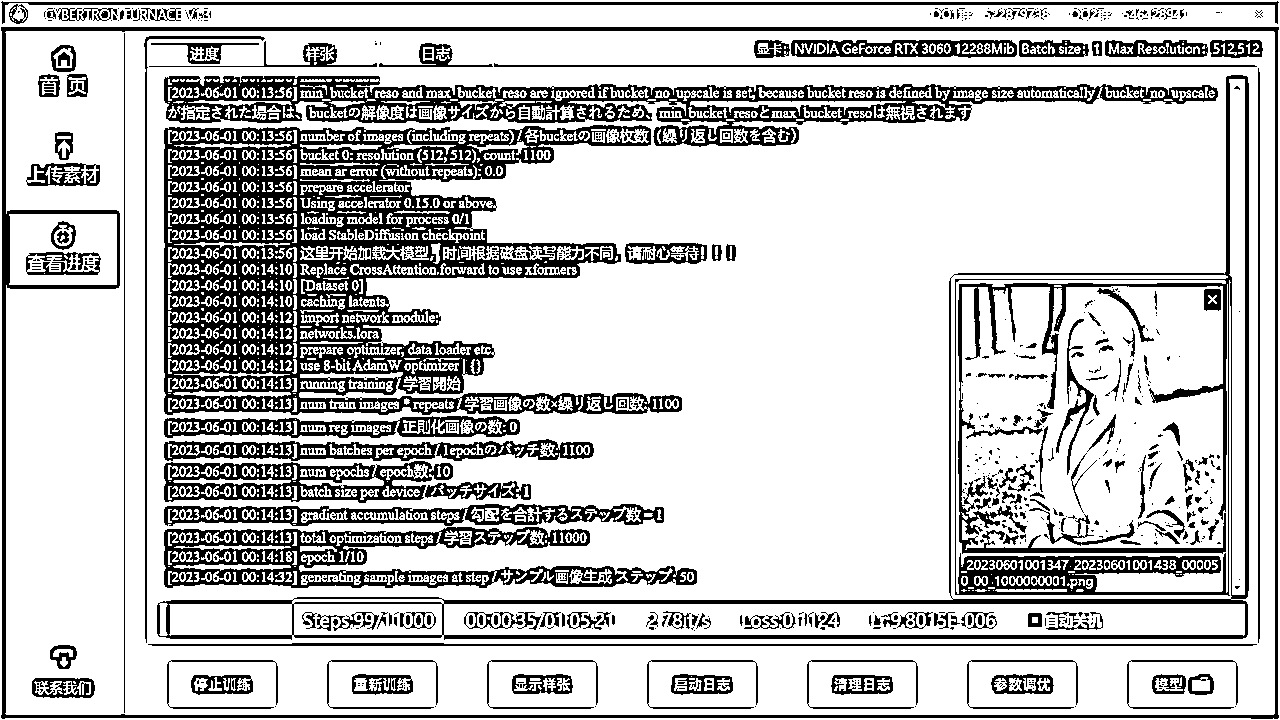 CYBERTRON FURNACE V1.3
首 页
上传素材
查看进度
联系我们
进度 样张 日志
显卡: NVIDIA GeForce RTX 3060 12288Mib Batch size: 1 Max Resolution: 512,512
[2023-06-01 00:13:56] min_bucket_reso and max_bucket_reso are ignored if bucket_no_upscale is set, because bucket reso is defined by image size automatically / bucket_no_upscale
が指定された場合は、bucketの解像度は画像サイズから自動計算されるため、min_bucket_resoとmax_bucket_resoは無視されます
[2023-06-01 00:13:56] number of images (including repeats) / 各bucketの画像枚数（繰り返し回数を含む）
[2023-06-01 00:13:56] bucket 0: resolution (512, 512), count: 1100
[2023-06-01 00:13:56] mean ar error (without repeats): 0.0
[2023-06-01 00:13:56] prepare accelerator
[2023-06-01 00:13:56] Using accelerator 0.15.0 or above.
[2023-06-01 00:13:56] loading model for process 0/1
[2023-06-01 00:13:56] load StableDiffusion checkpoint
[2023-06-01 00:13:56] 这里开始加载大模型，时间根据磁盘读写能力不同，请耐心等待！！！
[2023-06-01 00:14:10] Replace CrossAttention.forward to use xformers
[2023-06-01 00:14:10] [Dataset 0]
[2023-06-01 00:14:10] caching latents.
[2023-06-01 00:14:12] import network module:
[2023-06-01 00:14:12] networks.lora
[2023-06-01 00:14:12] prepare optimizer, data loader etc.
[2023-06-01 00:14:12] use 8-bit AdamW optimizer | {}
[2023-06-01 00:14:13] running training / 学習開始
[2023-06-01 00:14:13] num train images * repeats / 学習画像の数×繰り返し回数: 1100
[2023-06-01 00:14:13] num reg images / 正則化画像の数: 0
[2023-06-01 00:14:13] num batches per epoch / 1epochのバッチ数: 1100
[2023-06-01 00:14:13] num epochs / epoch数: 10
[2023-06-01 00:14:13] batch size per device / バッチサイズ: 1
[2023-06-01 00:14:13] gradient accumulation steps / 勾配を合計するステップ数 = 1
[2023-06-01 00:14:13] total optimization steps / 学習ステップ数: 11000
[2023-06-01 00:14:18] epoch 1/10
[2023-06-01 00:14:32] generating sample images at step / サンプル画像生成 ステップ: 50
_20230601001347_20230601001438_00005
0_00_1000000001.png
Steps:99/11000 00:00:35/01:05:21 2.78it/s Loss:0.1124 Lr:9.8015E-006 自动关机
停止训练 重新训练 显示样张 启动日志 清理日志 参数调优 模型